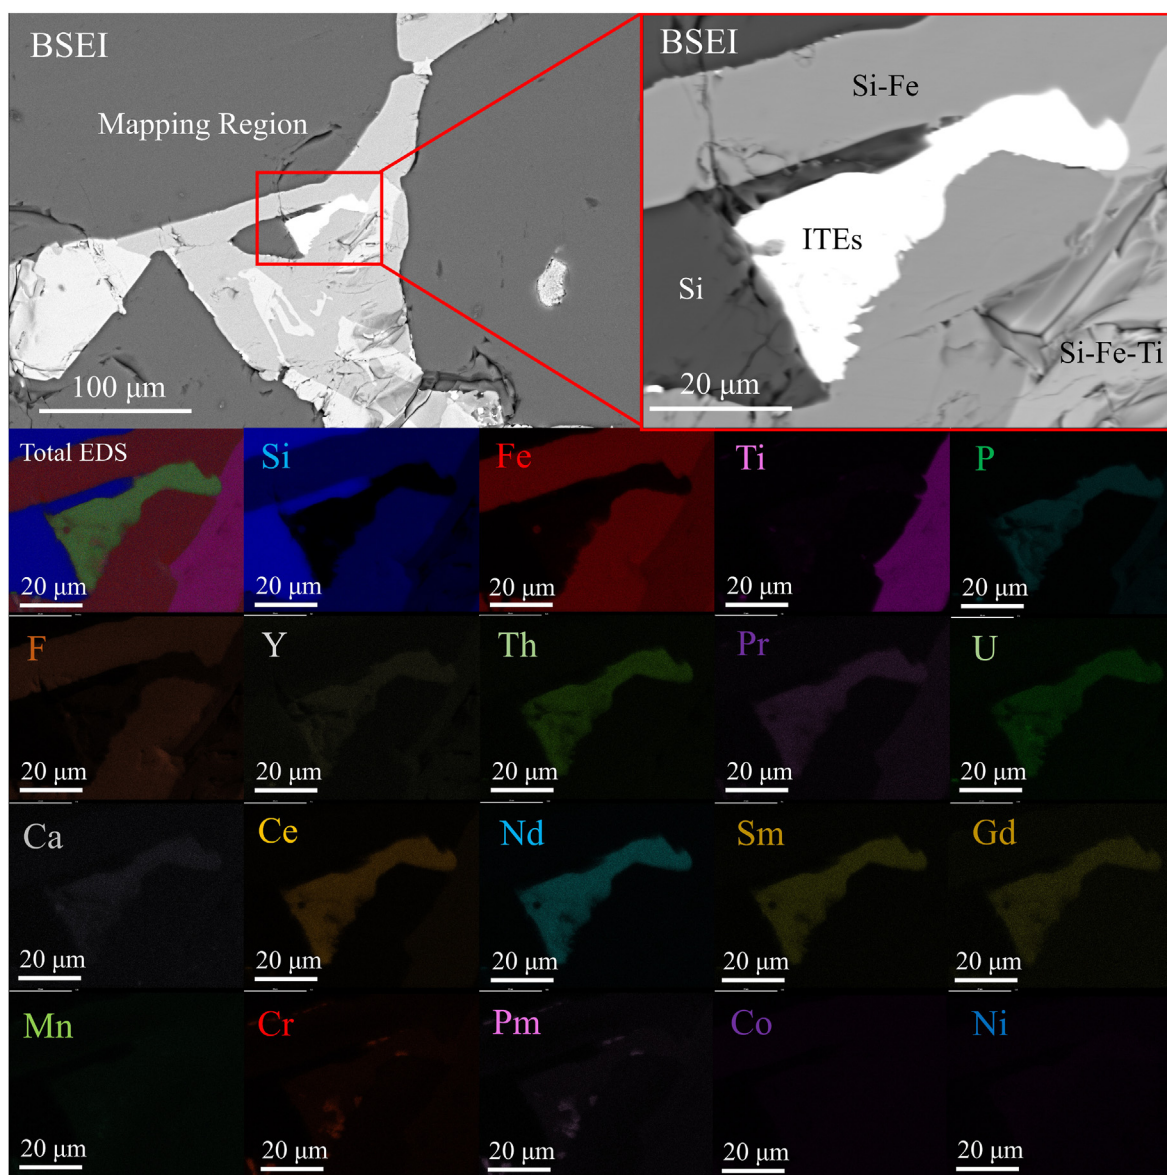 BSEI
Mapping Region
100 μm
BSEI
Si-Fe
ITEs
Si
Si-Fe-Ti
20 μm
Total EDS
20 μm
Si
20 μm
Fe
20 μm
Ti
20 μm
P
20 μm
F
20 μm
Y
20 μm
Th
20 μm
Pr
20 μm
U
20 μm
Ca
20 μm
Ce
20 μm
Nd
20 μm
Sm
20 μm
Gd
20 μm
Mn
20 μm
Cr
20 μm
Pm
20 μm
Co
20 μm
Ni
20 μm